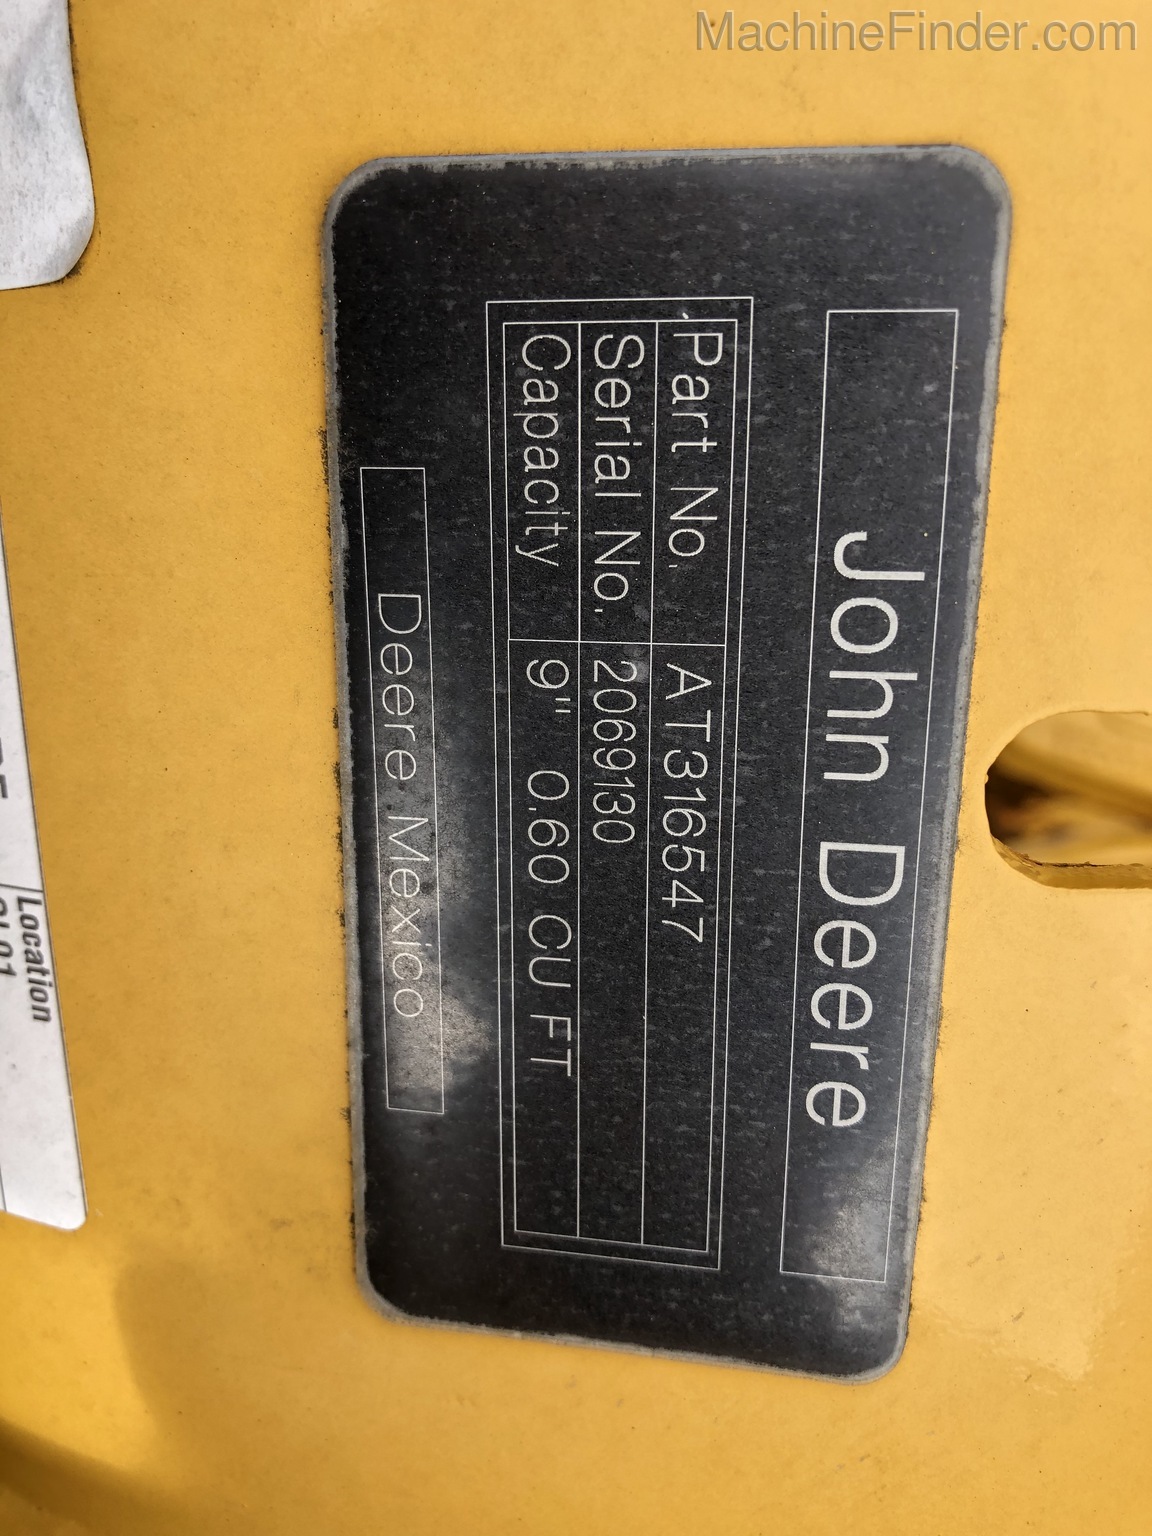 MachineFinder.com
John Deere
Part No. AT316547
Serial No. 2069130
Capacity 9" 0.60 CU FT
Deere Mexico
Location